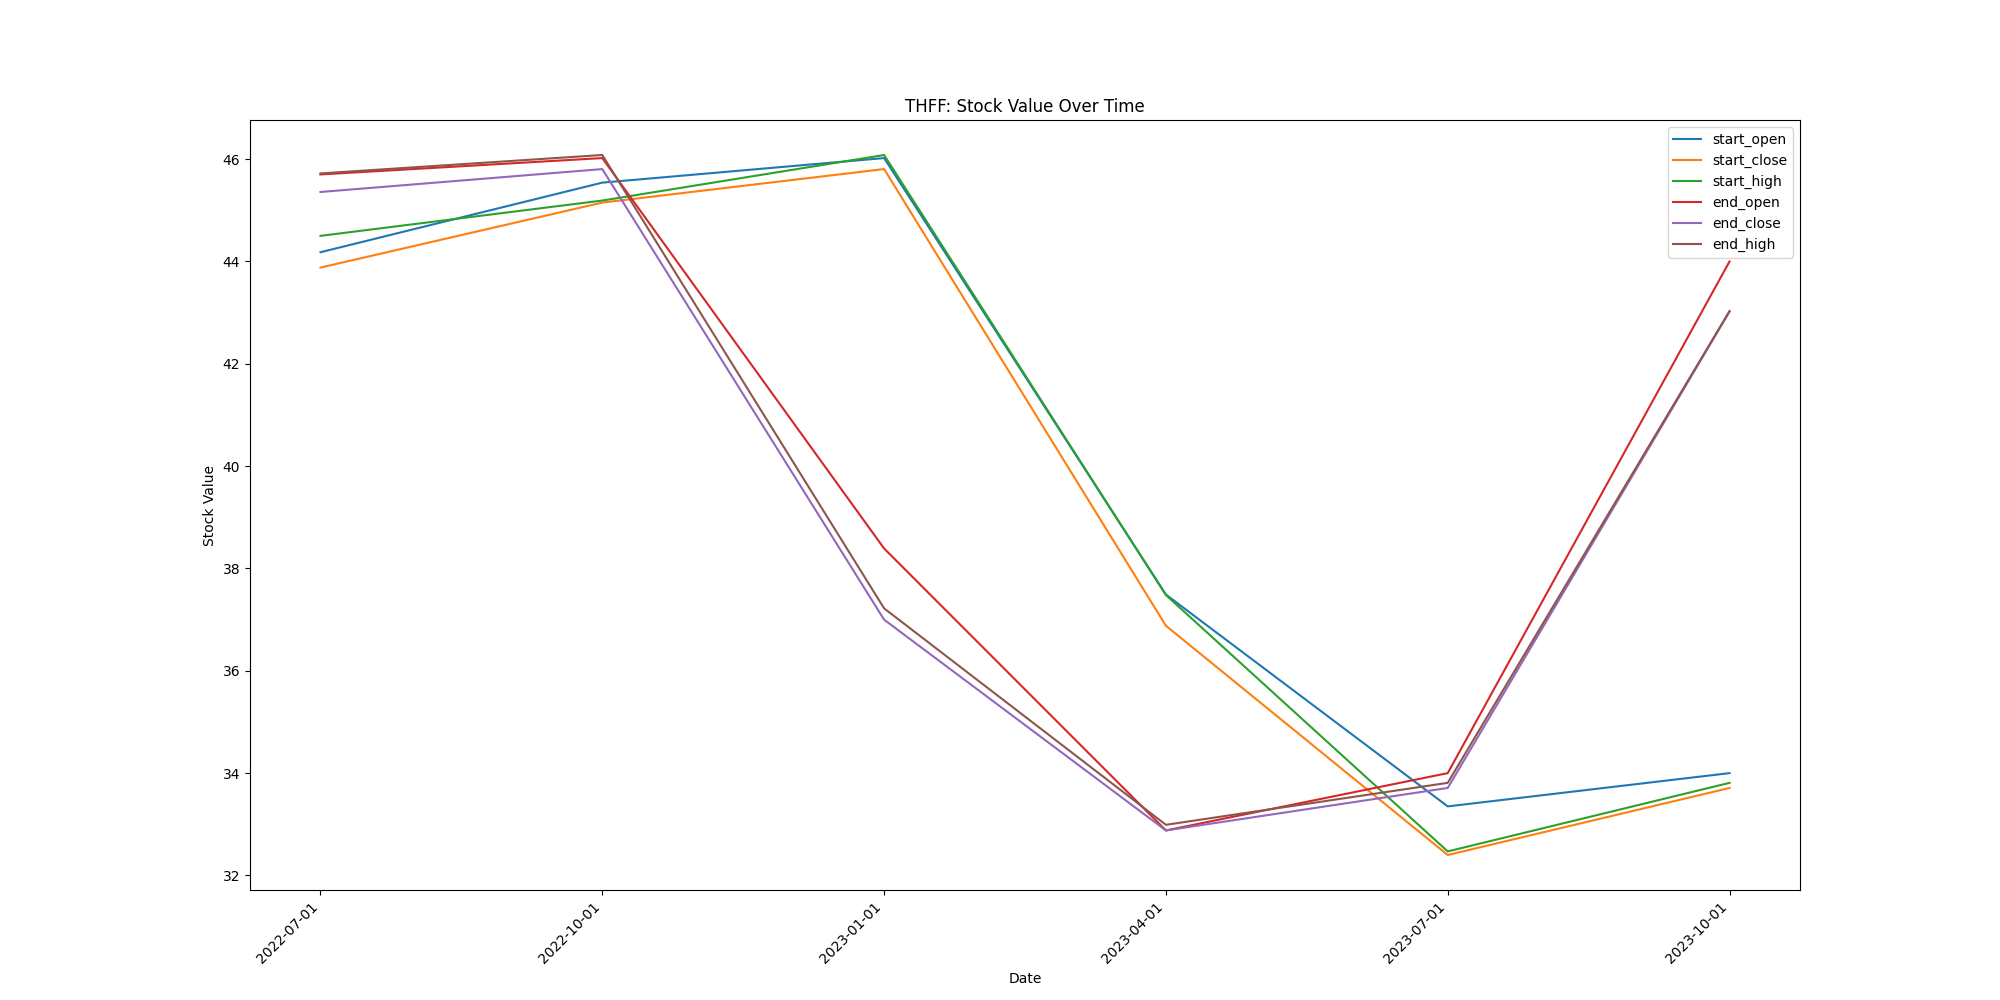 THFF: Stock Value Over Time
start_open
start_close
start_high
end_open
end_close
end_high
46
44
42
40
38
36
34
32
Stock Value
2022-07-01
2022-10-01
2023-01-01
2023-04-01
2023-07-01
2023-10-01
Date